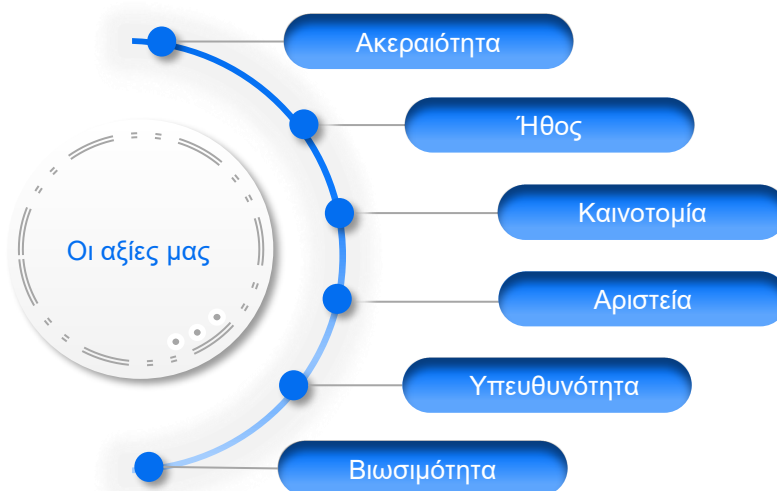 Ακεραιότητα
Ήθος
Καινοτομία
Οι αξίες μας
Αριστεία
Υπευθυνότητα
Βιωσιμότητα